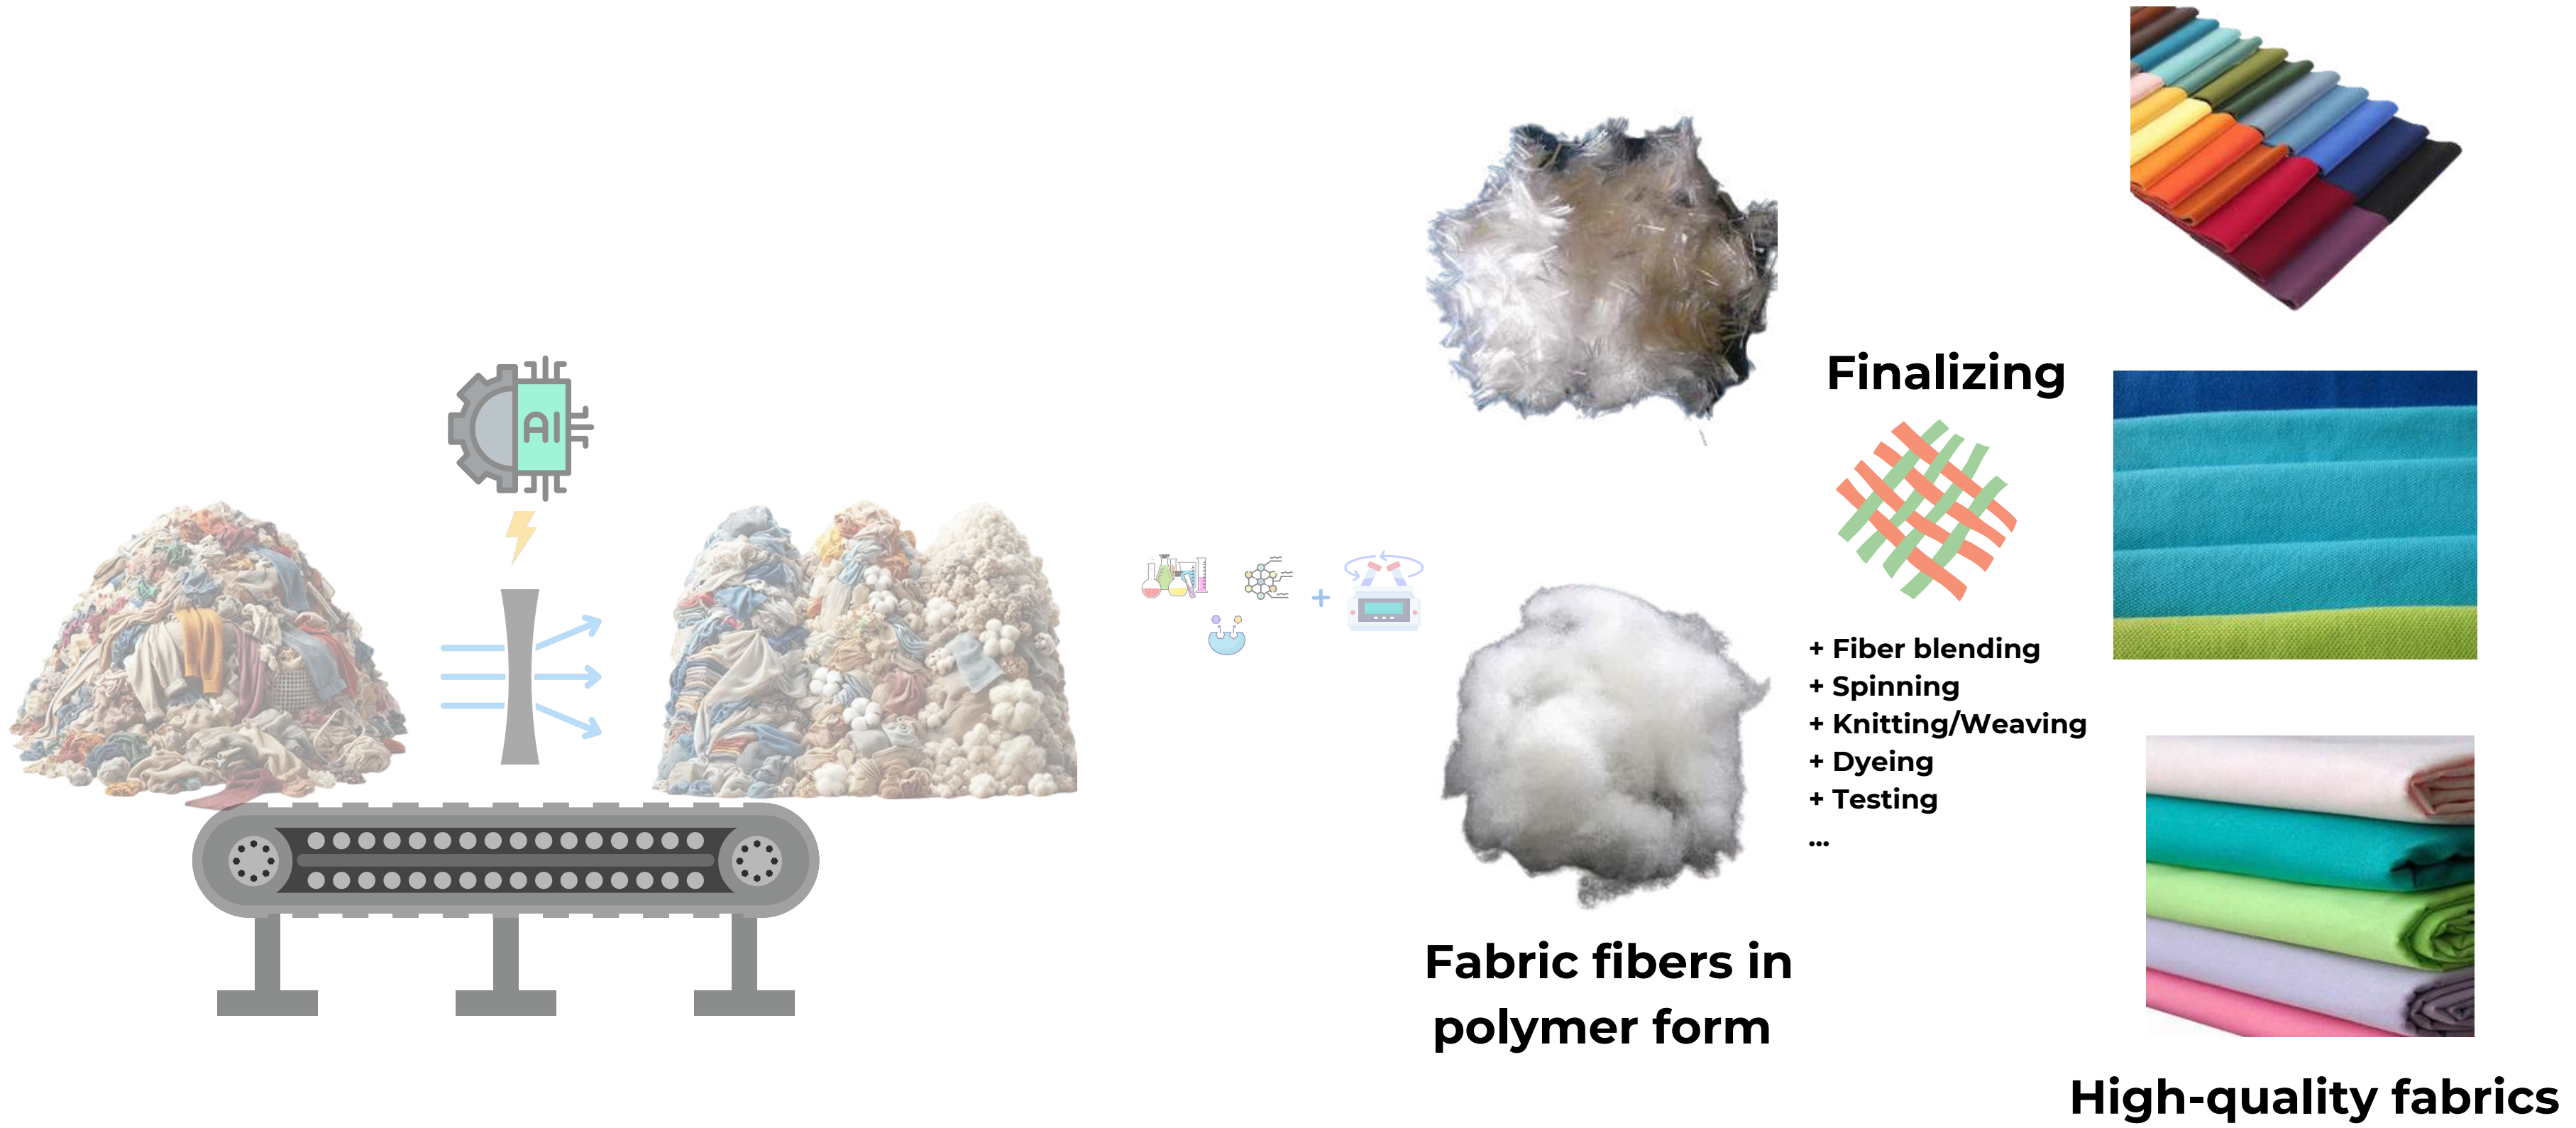 AI
Finalizing
+ Fiber blending
+ Spinning
+ Knitting/Weaving
+ Dyeing
+ Testing
...
Fabric fibers in
polymer form
High-quality fabrics